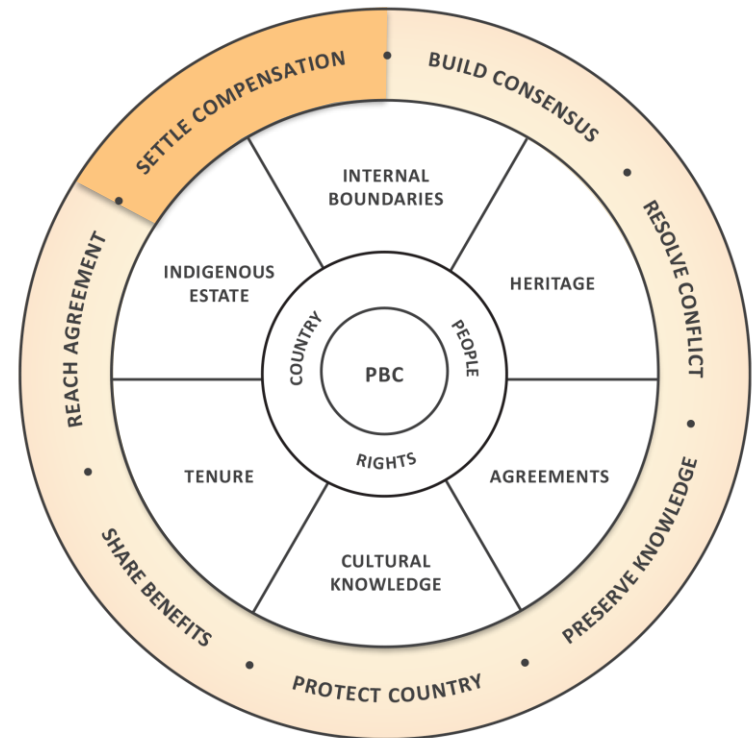 SETTLE COMPENSATION
BUILD CONSENSUS
RESOLVE CONFLICT
PRESERVE KNOWLEDGE
PROTECT COUNTRY
SHARE BENEFITS
REACH AGREEMENT
INTERNAL
BOUNDARIES
HERITAGE
AGREEMENTS
CULTURAL
KNOWLEDGE
TENURE
INDIGENOUS
ESTATE
COUNTRY
PEOPLE
RIGHTS
PBC